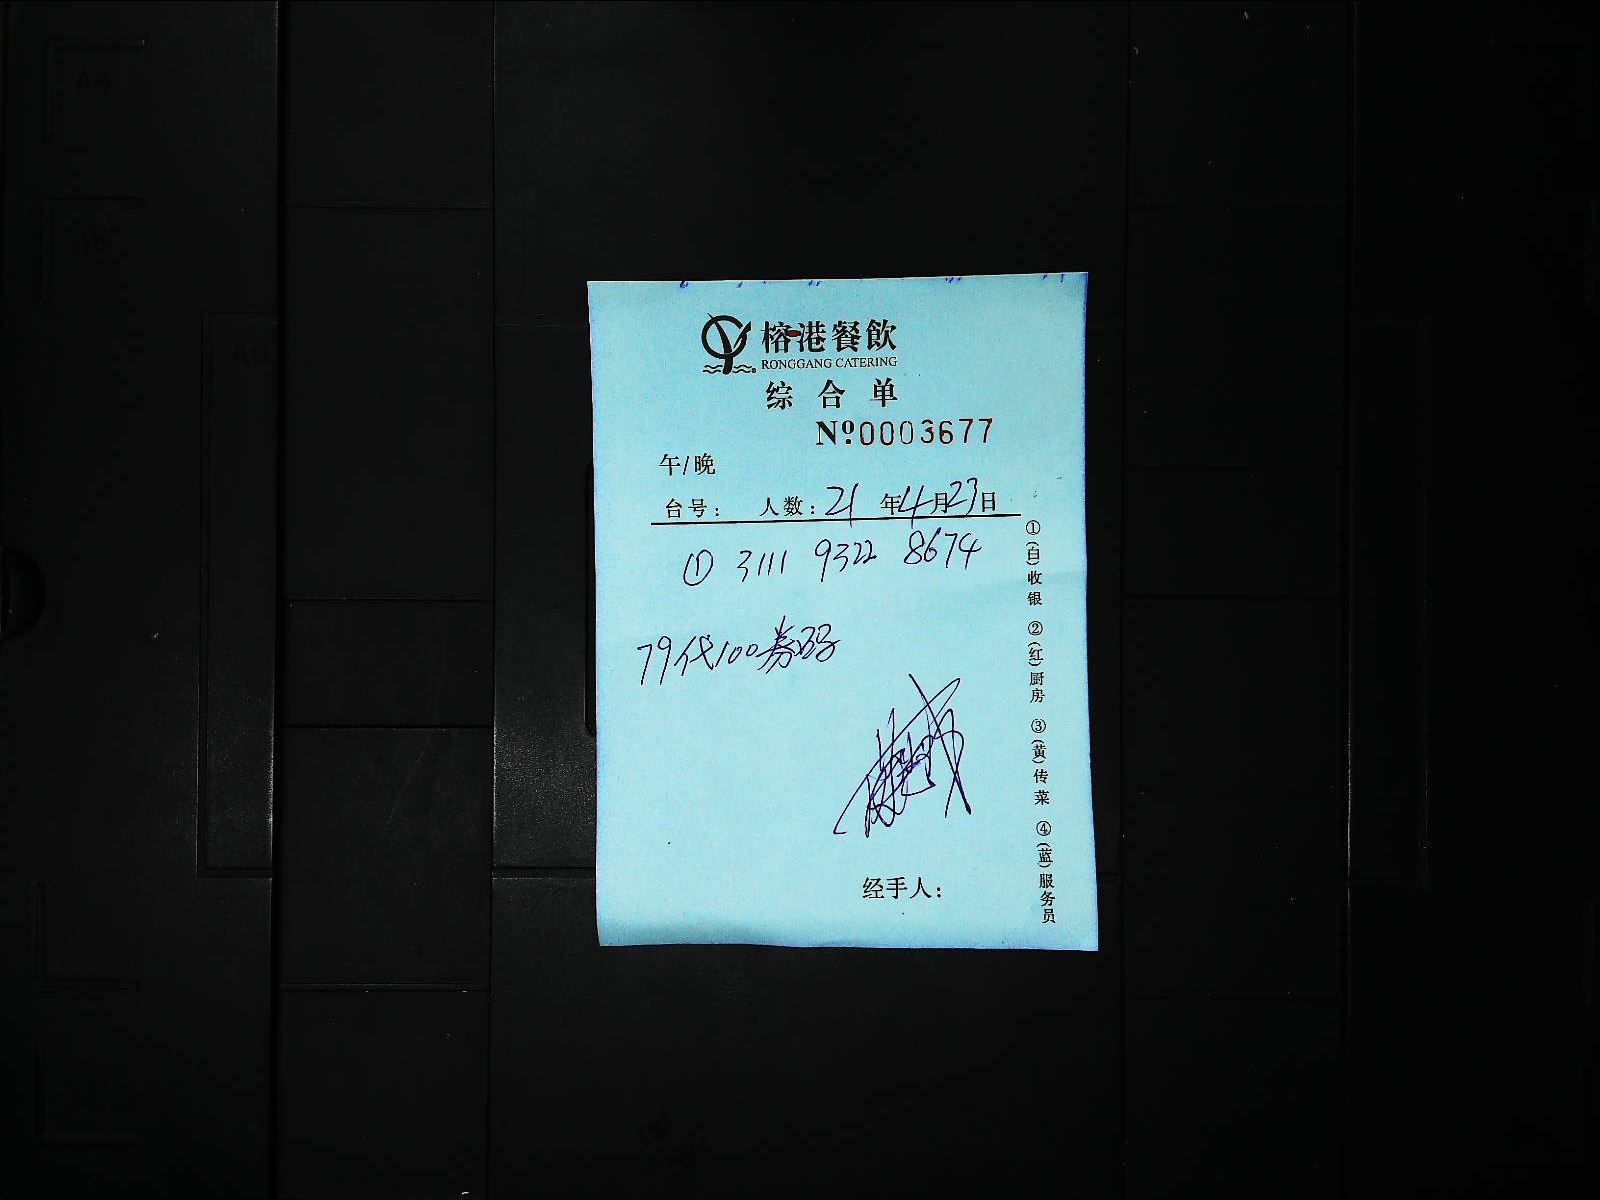 榕港餐飲
RONGGANG CATERING
综合单
Nº0003677
午/晚
台号： 人数：21 年4月23日
① 3111 9322 8674
79代100券码
经手人：
①(白)收银 ②(红)厨房 ③(黄)传菜 ④(蓝)服务员